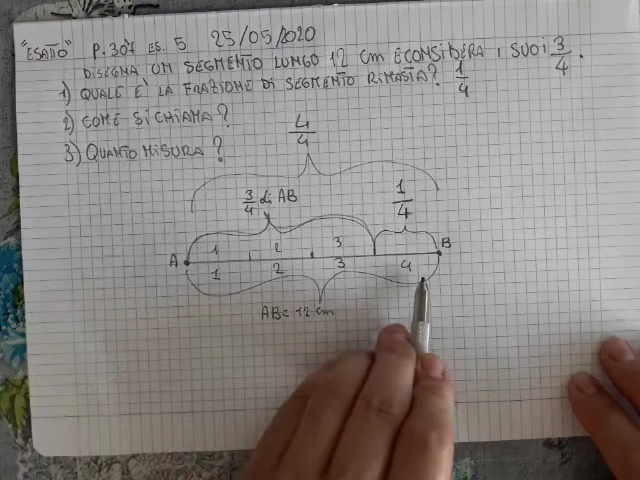 "ESATTO" P. 307 ES. 5 25/05/2020
DISEGNA UN SEGMENTO LUNGO 12 cm E CONSIDERA I SUOI 3/4.
1) QUALE E' LA FRAZIONE DI SEGMENTO RIMASTA? 1/4
2) COME SI CHIAMA?
3) QUANTO MISURA?
4/4
3/4 di AB 1/4
A 1 2 3 B
1 2 3 4
AB = 12 cm